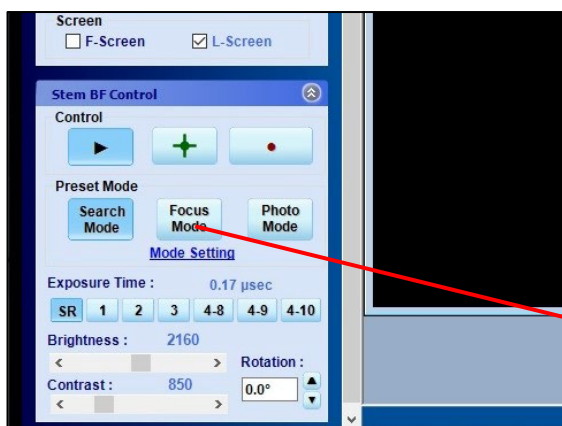 Screen
F-Screen L-Screen
Stem BF Control
Control
Preset Mode
Search Mode
Focus Mode
Photo Mode
Mode Setting
Exposure Time : 0.17 µsec
SR 1 2 3 4-8 4-9 4-10
Brightness : 2160
Rotation :
Contrast : 850 0.0°